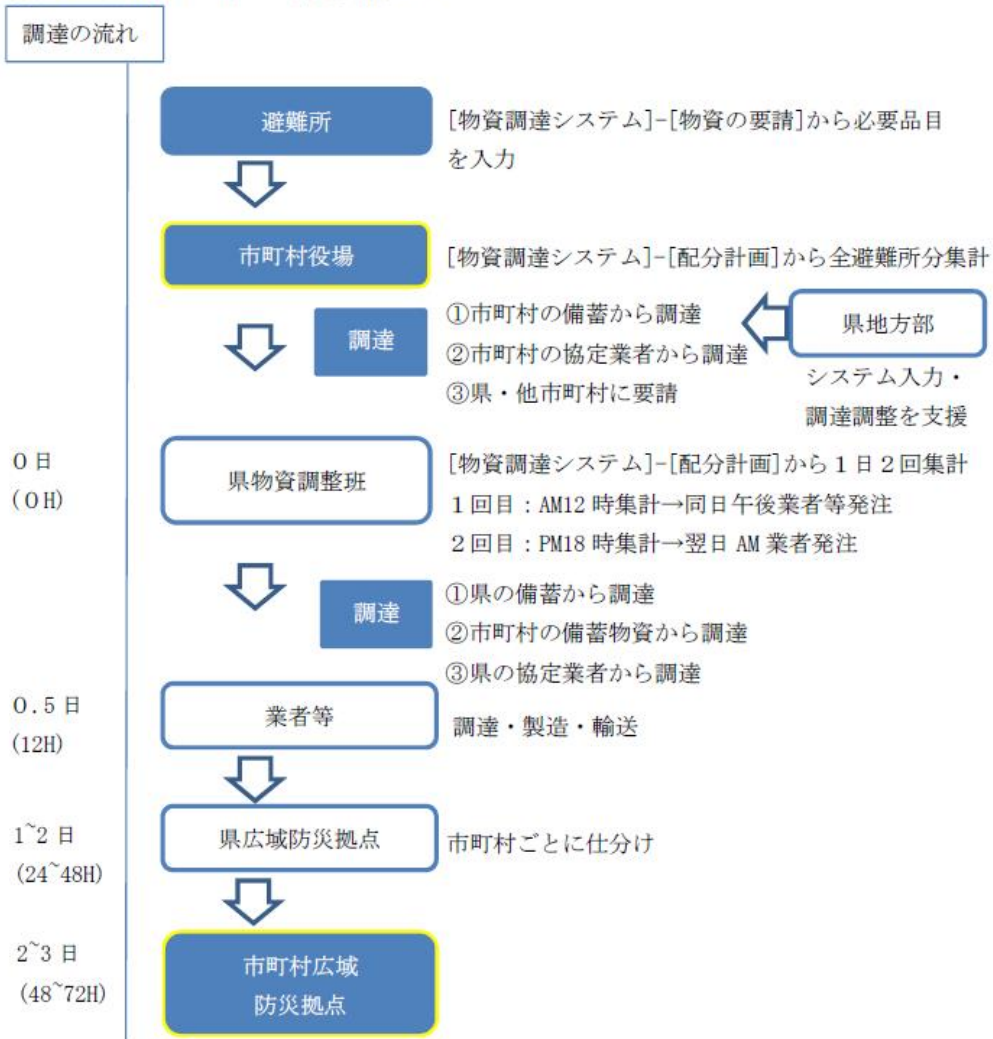 調達の流れ
避難所
[物資調達システム]-[物資の要請]から必要品目
を入力
市町村役場
[物資調達システム]-[配分計画]から全避難所分集計
調達
①市町村の備蓄から調達
②市町村の協定業者から調達
③県・他市町村に要請
県地方部
システム入力・
調達調整を支援
0日
(0H)
県物資調整班
[物資調達システム]-[配分計画]から1日2回集計
1回目：AM12時集計→同日午後業者等発注
2回目：PM18時集計→翌日AM業者発注
調達
①県の備蓄から調達
②市町村の備蓄物資から調達
③県の協定業者から調達
0.5日
(12H)
業者等
調達・製造・輸送
1~2日
(24~48H)
県広域防災拠点
市町村ごとに仕分け
2~3日
(48~72H)
市町村広域
防災拠点